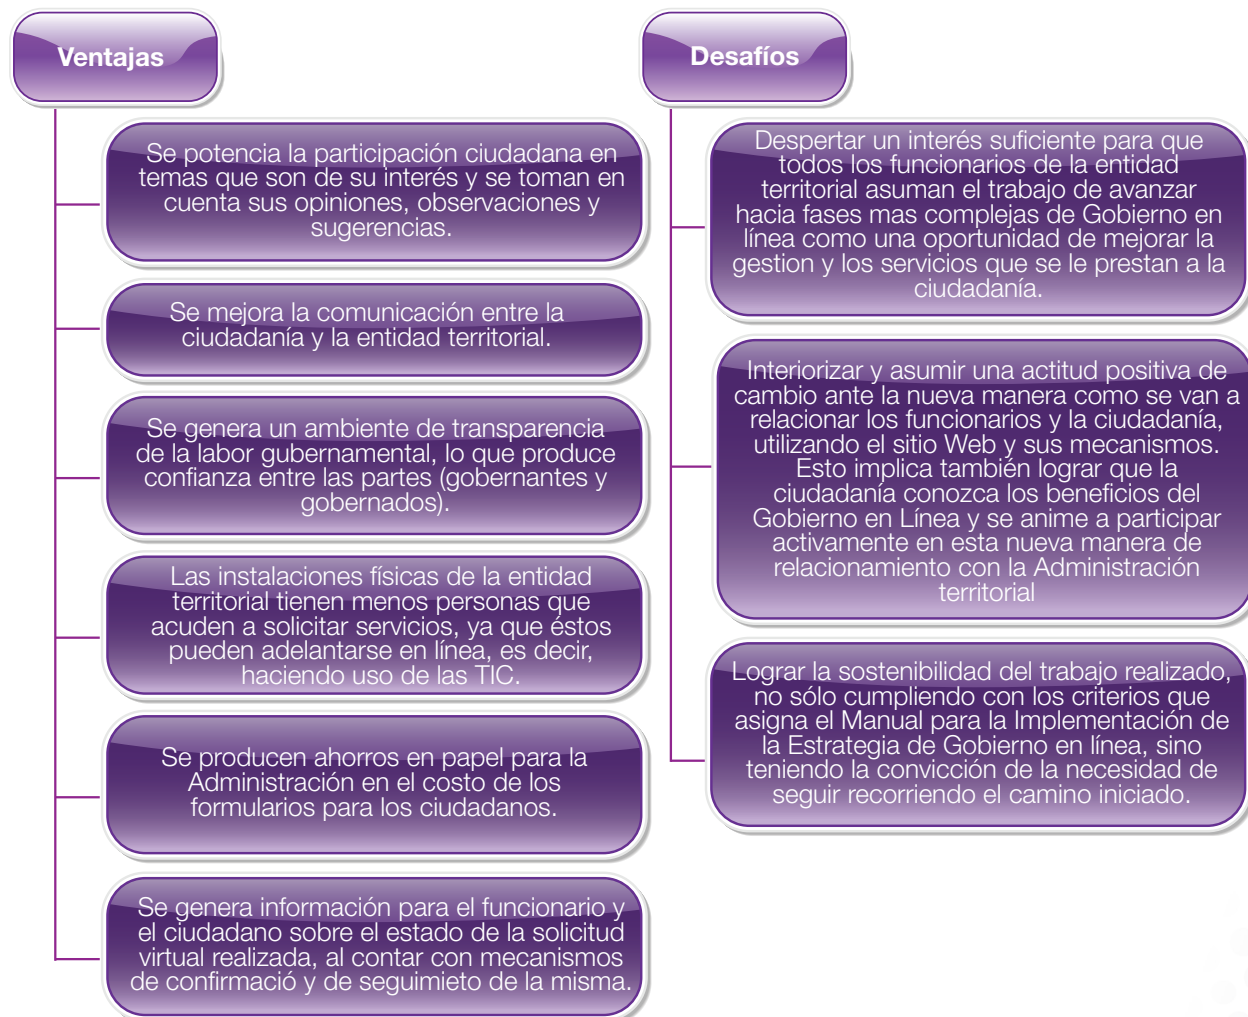 Ventajas
Se potencia la participación ciudadana en
temas que son de su interés y se toman en
cuenta sus opiniones, observaciones y
sugerencias.
Se mejora la comunicación entre la
ciudadanía y la entidad territorial.
Se genera un ambiente de transparencia
de la labor gubernamental, lo que produce
confianza entre las partes (gobernantes y
gobernados).
Las instalaciones físicas de la entidad
territorial tienen menos personas que
acuden a solicitar servicios, ya que éstos
pueden adelantarse en línea, es decir,
haciendo uso de las TIC.
Se producen ahorros en papel para la
Administración en el costo de los
formularios para los ciudadanos.
Se genera información para el funcionario y
el ciudadano sobre el estado de la solicitud
virtual realizada, al contar con mecanismos
de confirmació y de seguimieto de la misma.
Desafíos
Despertar un interés suficiente para que
todos los funcionarios de la entidad
territorial asuman el trabajo de avanzar
hacia fases mas complejas de Gobierno en
línea como una oportunidad de mejorar la
gestion y los servicios que se le prestan a la
ciudadanía.
Interiorizar y asumir una actitud positiva de
cambio ante la nueva manera como se van a
relacionar los funcionarios y la ciudadanía,
utilizando el sitio Web y sus mecanismos.
Esto implica también lograr que la
ciudadanía conozca los beneficios del
Gobierno en Línea y se anime a participar
activamente en esta nueva manera de
relacionamiento con la Administración
territorial
Lograr la sostenibilidad del trabajo realizado,
no sólo cumpliendo con los criterios que
asigna el Manual para la Implementación de
la Estrategia de Gobierno en línea, sino
teniendo la convicción de la necesidad de
seguir recorriendo el camino iniciado.